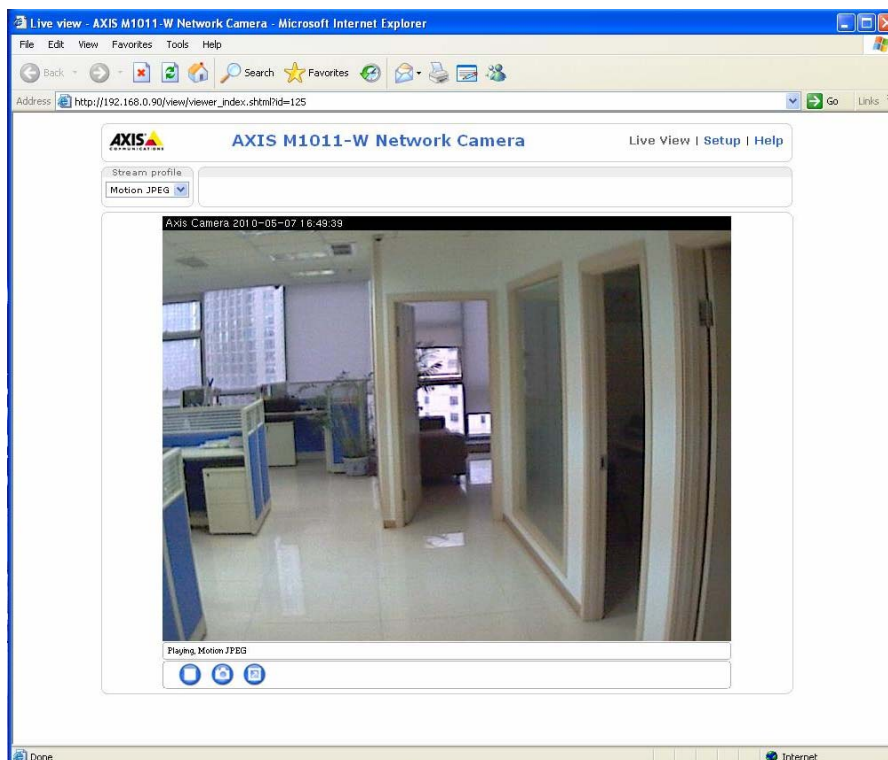 Live view - AXIS M1011-W Network Camera - Microsoft Internet Explorer
File Edit View Favorites Tools Help
Back Search Favorites
Address http://192.168.0.90/view/viewer_index.shtml?id=125 Go Links
AXIS COMMUNICATIONS AXIS M1011-W Network Camera Live View | Setup | Help
Stream profile
Motion JPEG
Axis Camera 2010-05-07 16:49:39
Playing, Motion JPEG
Done Internet